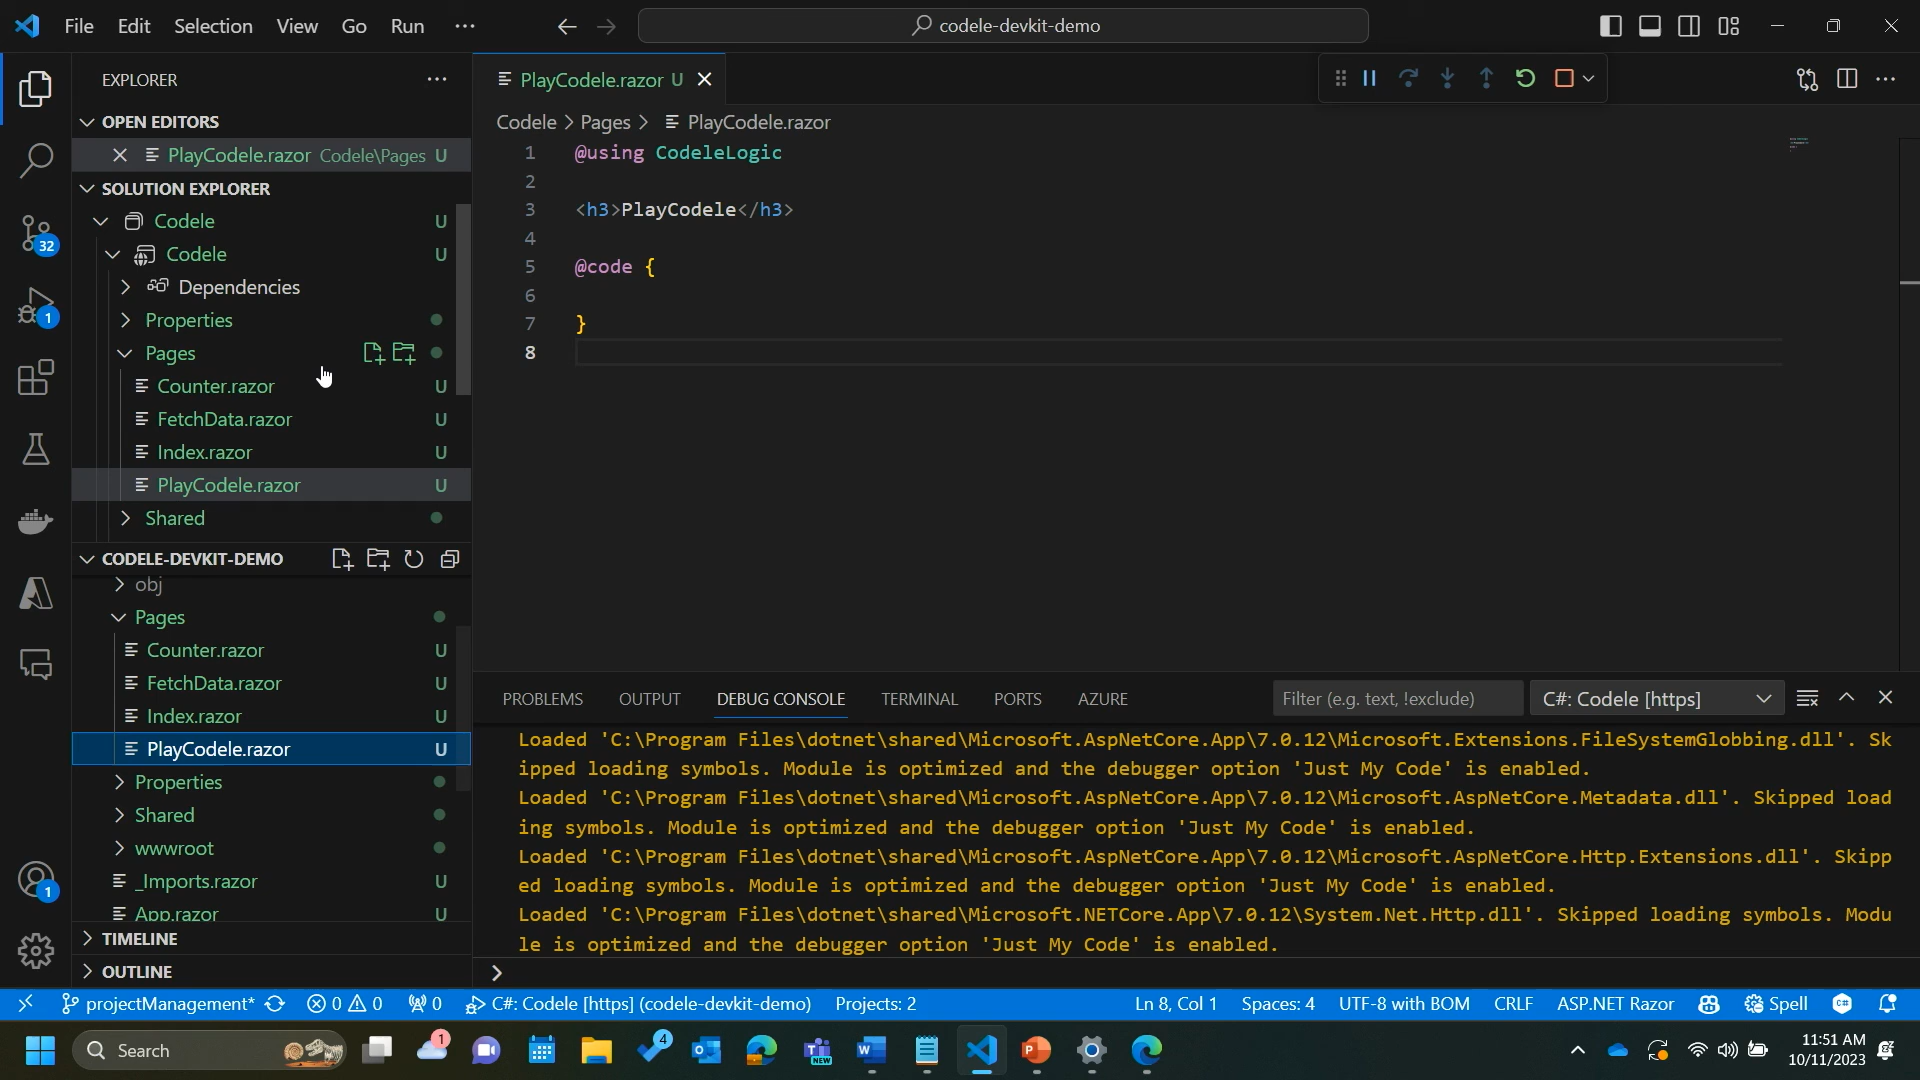 File Edit Selection View Go Run ··· codele-devkit-demo
EXPLORER
OPEN EDITORS
PlayCodele.razor Codele\Pages U
SOLUTION EXPLORER
Codele U
Codele U
Dependencies
Properties
Pages
Counter.razor U
FetchData.razor U
Index.razor U
PlayCodele.razor U
Shared
CODELE-DEVKIT-DEMO
obj
Pages
Counter.razor U
FetchData.razor U
Index.razor U
PlayCodele.razor U
Properties
Shared
wwwroot
_Imports.razor U
App.razor U
TIMELINE
OUTLINE
32
1
1
PlayCodele.razor U
Codele > Pages > PlayCodele.razor
1 @using CodeleLogic
2
3 <h3>PlayCodele</h3>
4
5 @code {
6
7 }
8
PROBLEMS OUTPUT DEBUG CONSOLE TERMINAL PORTS AZURE Filter (e.g. text, !exclude) C#: Codele [https]
Loaded 'C:\Program Files\dotnet\shared\Microsoft.AspNetCore.App\7.0.12\Microsoft.Extensions.FileSystemGlobbing.dll'. Sk
ipped loading symbols. Module is optimized and the debugger option 'Just My Code' is enabled.
Loaded 'C:\Program Files\dotnet\shared\Microsoft.AspNetCore.App\7.0.12\Microsoft.AspNetCore.Metadata.dll'. Skipped load
ing symbols. Module is optimized and the debugger option 'Just My Code' is enabled.
Loaded 'C:\Program Files\dotnet\shared\Microsoft.AspNetCore.App\7.0.12\Microsoft.AspNetCore.Http.Extensions.dll'. Skipp
ed loading symbols. Module is optimized and the debugger option 'Just My Code' is enabled.
Loaded 'C:\Program Files\dotnet\shared\Microsoft.NETCore.App\7.0.12\System.Net.Http.dll'. Skipped loading symbols. Modu
le is optimized and the debugger option 'Just My Code' is enabled.
>
projectManagement* 0 0 0 C#: Codele [https] (codele-devkit-demo) Projects: 2 Ln 8, Col 1 Spaces: 4 UTF-8 with BOM CRLF ASP.NET Razor Spell C#
Search 1 4 NEW 11:51 AM
10/11/2023